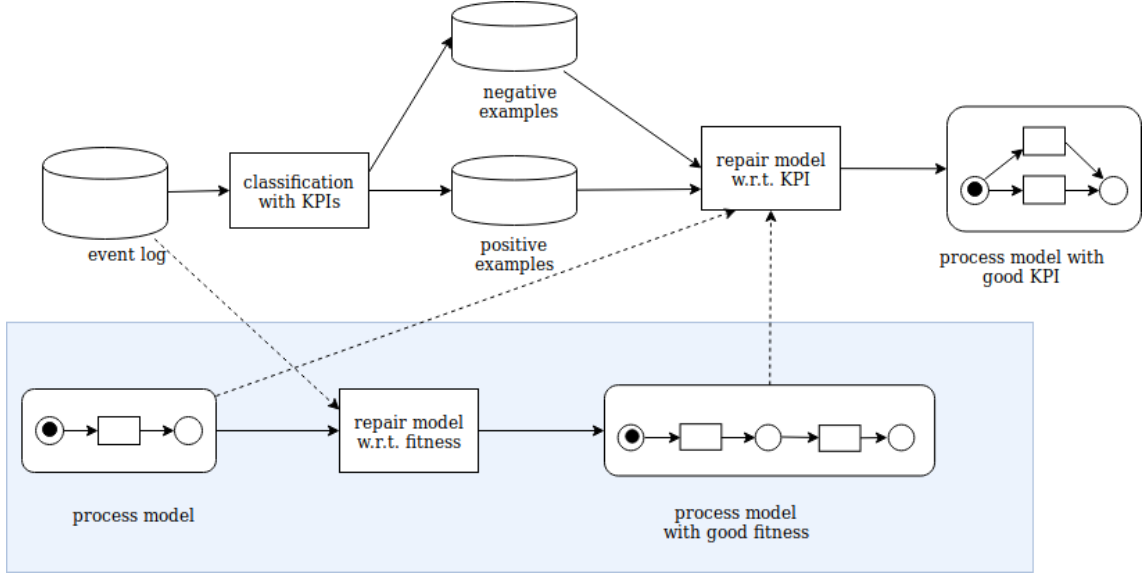 negative
examples
classification
with KPIs
repair model
w.r.t. KPI
event log
positive
examples
process model with
good KPI
repair model
w.r.t. fitness
process model
process model
with good fitness